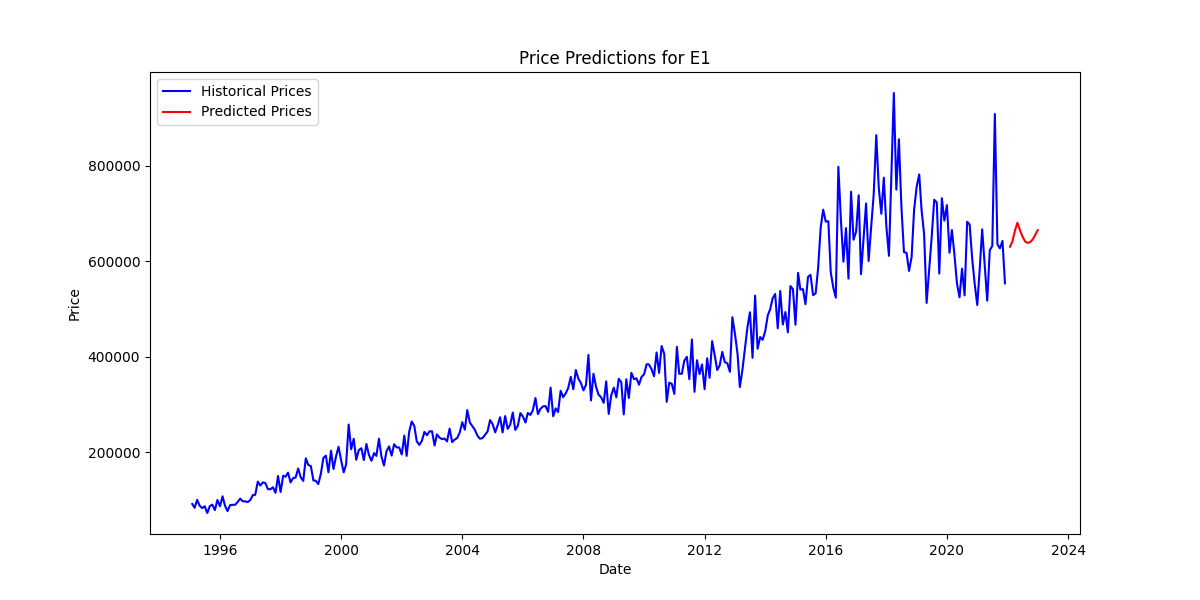 Price Predictions for E1
Historical Prices
Predicted Prices
Price
800000
600000
400000
200000
1996 2000 2004 2008 2012 2016 2020 2024
Date